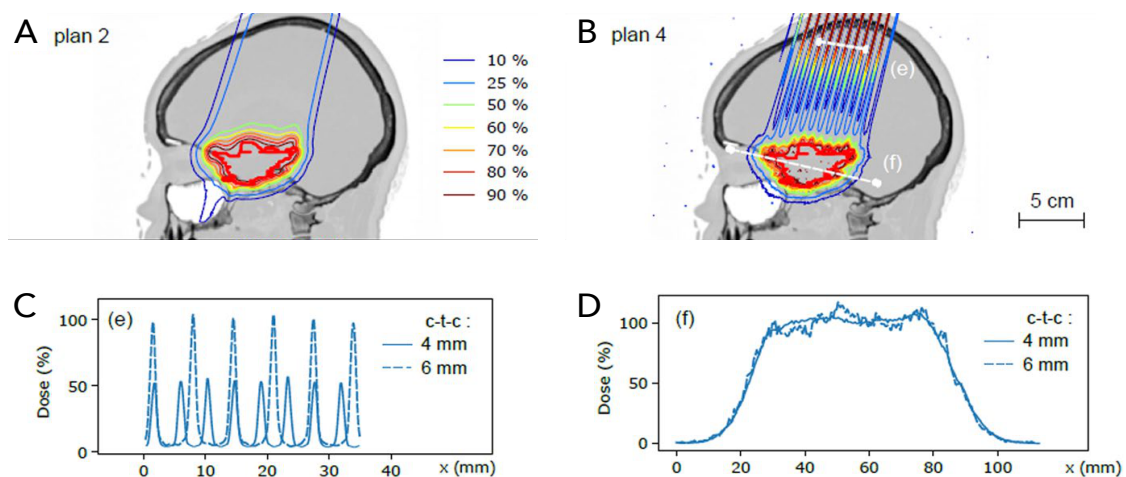 A plan 2
10 %
25 %
50 %
60 %
70 %
80 %
90 %
B plan 4
(e)
(f)
5 cm
C
(e)
c-t-c :
4 mm
6 mm
Dose (%)
100
50
0
0 10 20 30 40 x (mm)
D
(f)
c-t-c :
4 mm
6 mm
Dose (%)
100
50
0
0 20 40 60 80 100 x (mm)